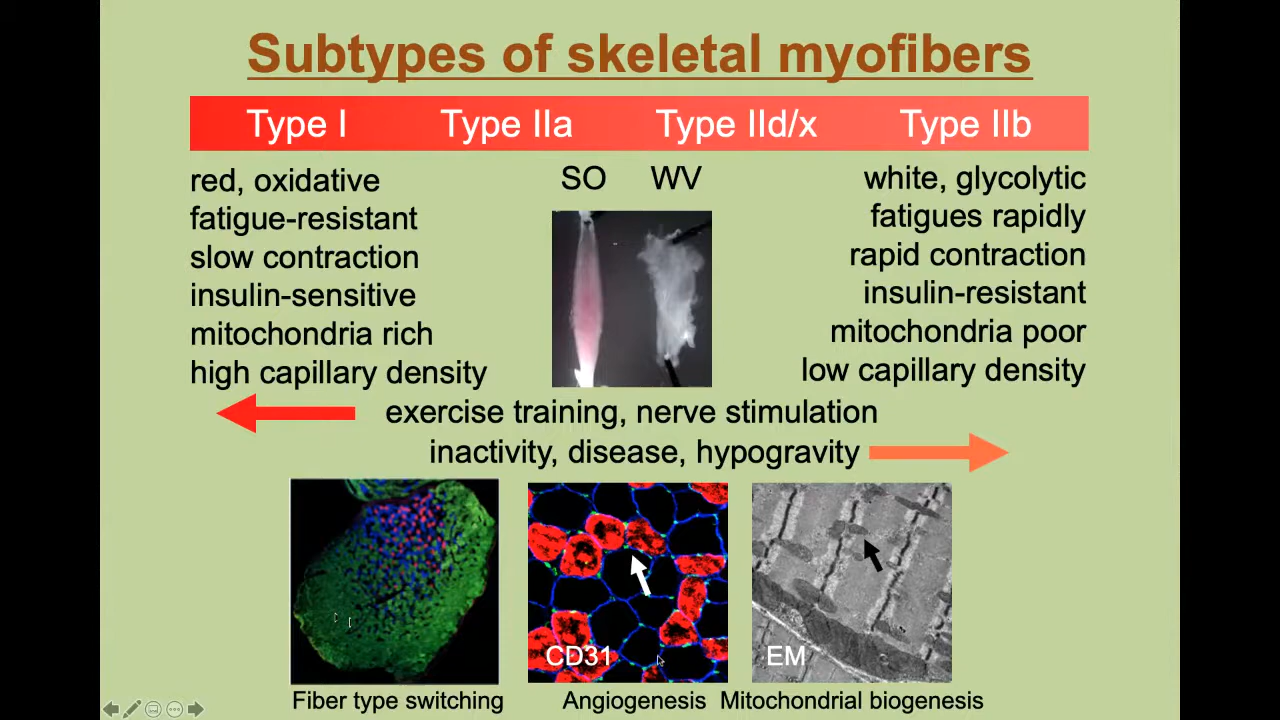 Subtypes of skeletal myofibers
Type I Type IIa Type IId/x Type IIb
red, oxidative
fatigue-resistant
slow contraction
insulin-sensitive
mitochondria rich
high capillary density
SO WV
white, glycolytic
fatigues rapidly
rapid contraction
insulin-resistant
mitochondria poor
low capillary density
exercise training, nerve stimulation
inactivity, disease, hypogravity
CD31
EM
Fiber type switching
Angiogenesis
Mitochondrial biogenesis